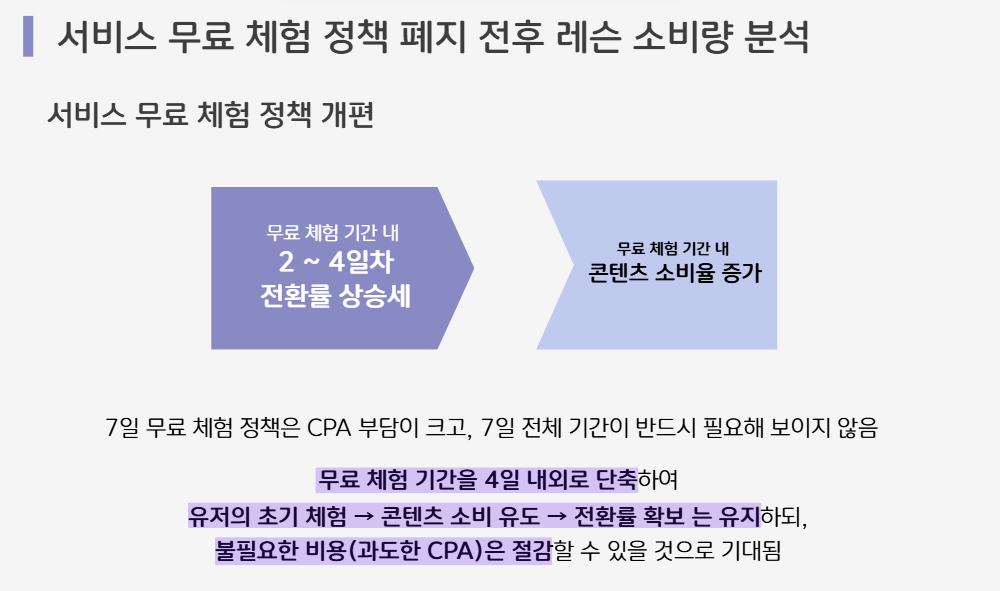 서비스 무료 체험 정책 폐지 전후 레슨 소비량 분석
서비스 무료 체험 정책 개편
무료 체험 기간 내
2 ~ 4일차
전환률 상승세
무료 체험 기간 내
콘텐츠 소비율 증가
7일 무료 체험 정책은 CPA 부담이 크고, 7일 전체 기간이 반드시 필요해 보이지 않음
무료 체험 기간을 4일 내외로 단축하여
유저의 초기 체험 → 콘텐츠 소비 유도 → 전환률 확보 는 유지하되,
불필요한 비용(과도한 CPA)은 절감할 수 있을 것으로 기대됨